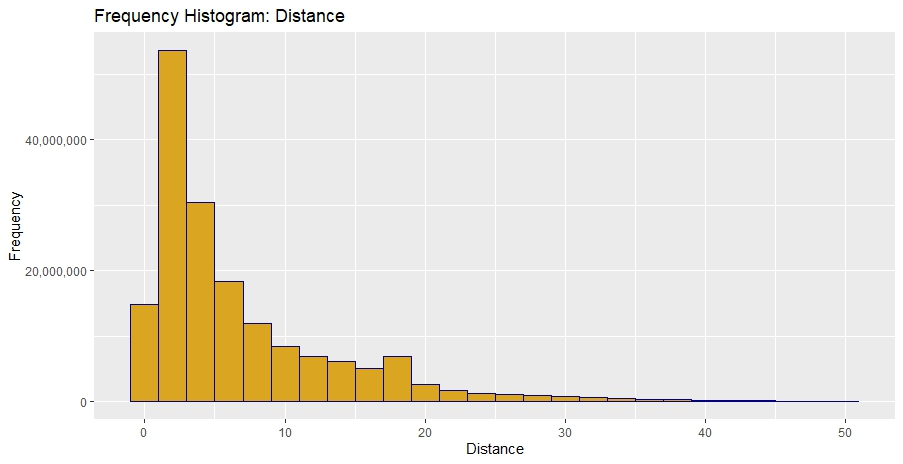 Frequency Histogram: Distance
Frequency
40,000,000
20,000,000
0
0 10 20 30 40 50
Distance